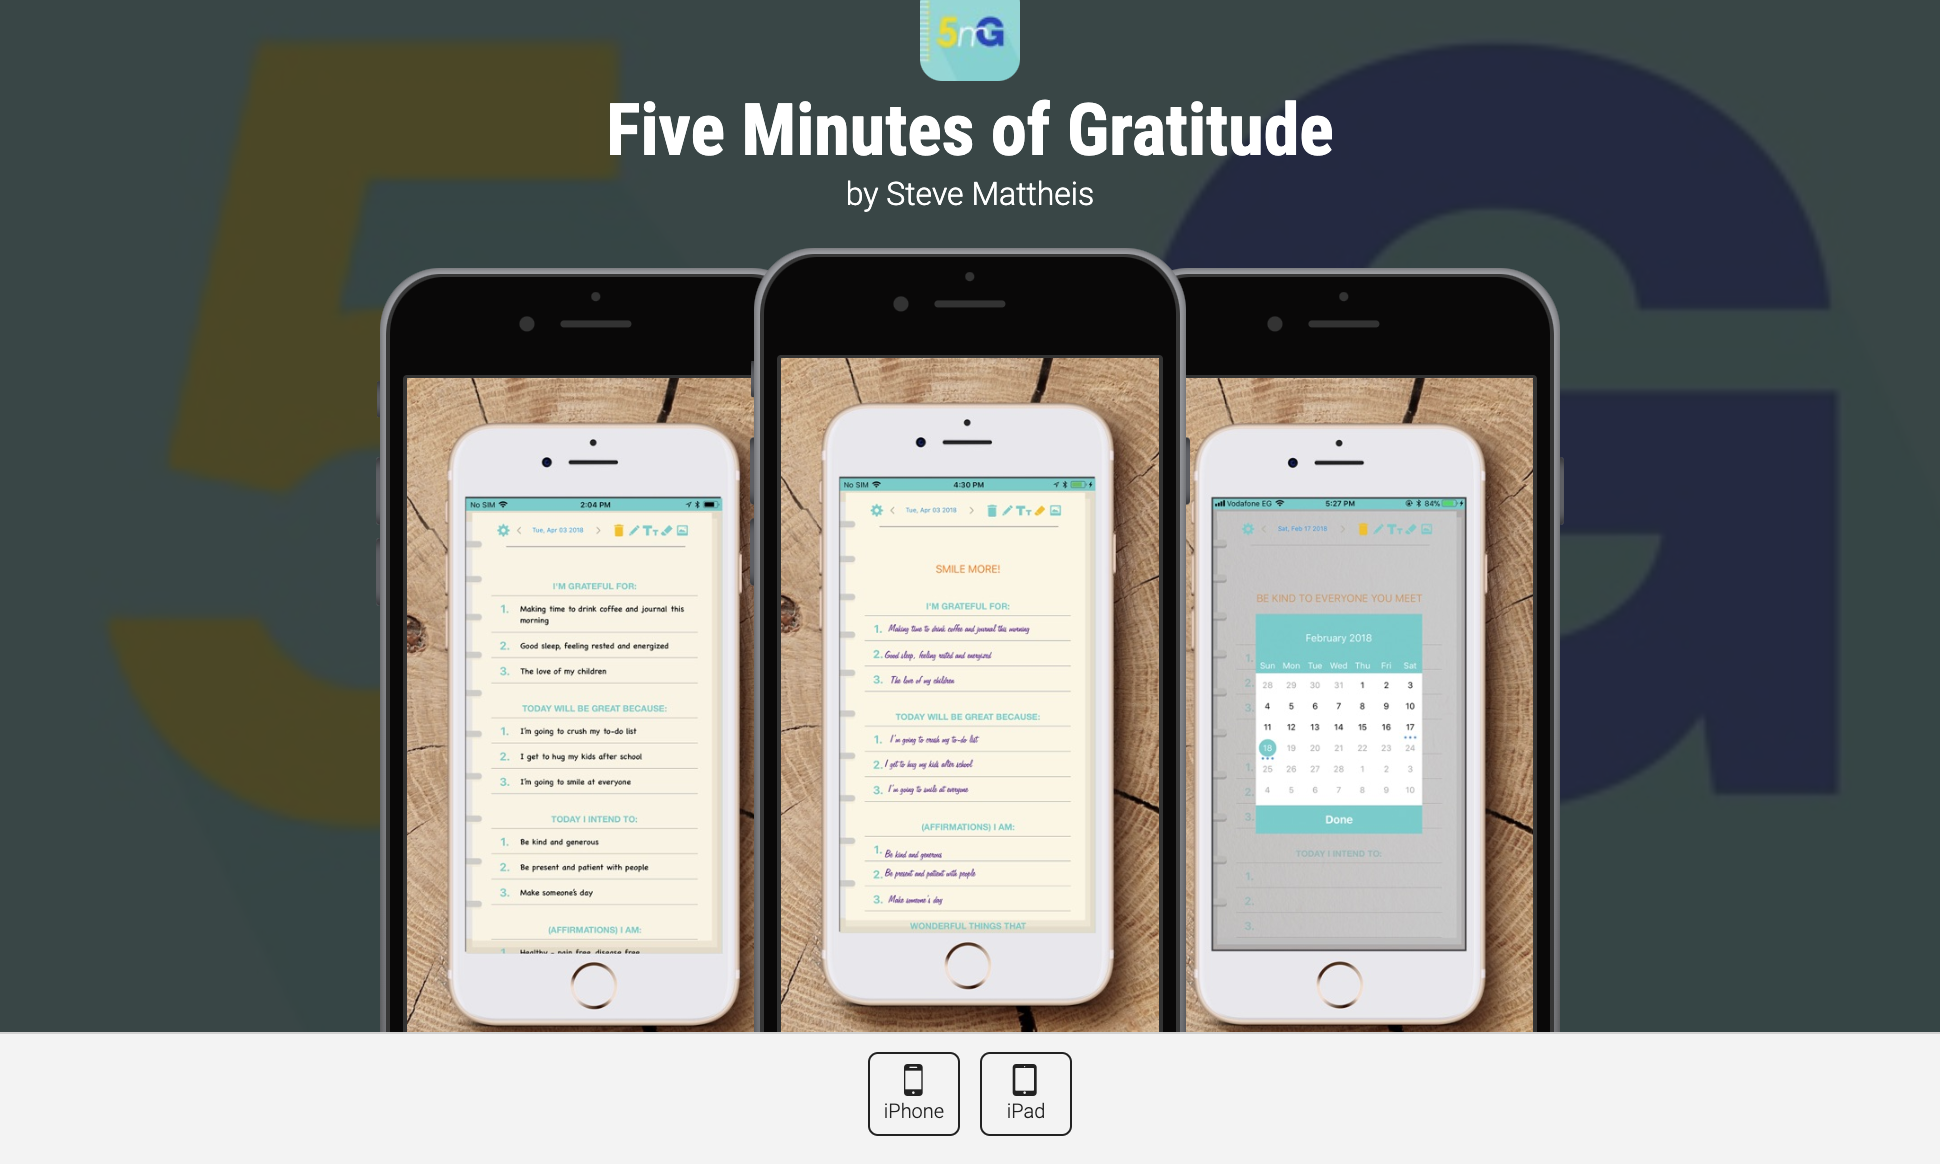 5mG
Five Minutes of Gratitude
by Steve Mattheis
No SIM 2:04 PM
Tue, Apr 03 2018
I'M GRATEFUL FOR:
1. Making time to drink coffee and journal this
morning
2. Good sleep, feeling rested and energized
3. The love of my children
TODAY WILL BE GREAT BECAUSE:
1. I'm going to crush my to-do list
2. I get to hug my kids after school
3. I'm going to smile at everyone
TODAY I INTEND TO:
1. Be kind and generous
2. Be present and patient with people
3. Make someone's day
(AFFIRMATIONS) I AM:
1. Healthy - pain free, disease free
No SIM 4:30 PM
Tue, Apr 03 2018
SMILE MORE!
I'M GRATEFUL FOR:
1. Making time to drink coffee and journal this morning
2. Good sleep, feeling rested and energized
3. The love of my children
TODAY WILL BE GREAT BECAUSE:
1. I'm going to crush my to-do list
2. I get to hug my kids after school
3. I'm going to smile at everyone
(AFFIRMATIONS) I AM:
1. Be kind and generous
2. Be present and patient with people
3. Make someone's day
WONDERFUL THINGS THAT
Vodafone EG 5:27 PM 84%
Sat, Feb 17 2018
BE KIND TO EVERYONE YOU MEET
February 2018
Sun Mon Tue Wed Thu Fri Sat
28 29 30 31 1 2 3
4 5 6 7 8 9 10
11 12 13 14 15 16 17
18 19 20 21 22 23 24
25 26 27 28 1 2 3
4 5 6 7 8 9 10
Done
1.
2.
3.
1.
2.
3.
TODAY I INTEND TO:
1.
2.
3.
iPhone
iPad
5
G